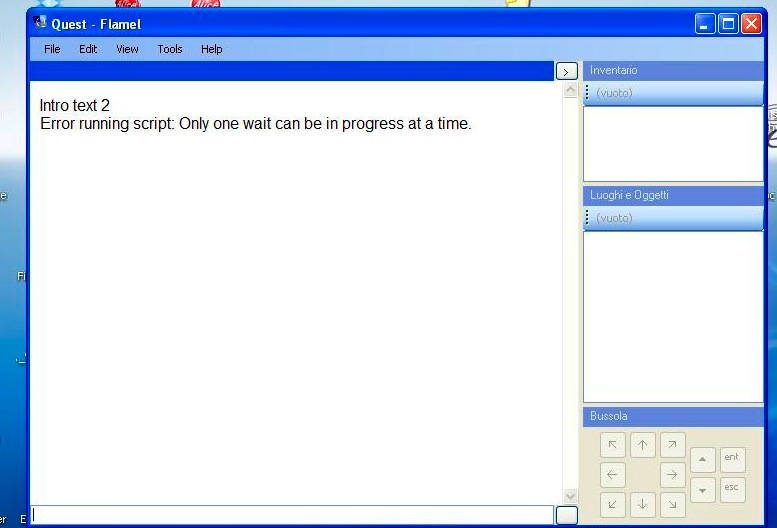 Quest - Flamel
File Edit View Tools Help
>
Inventario
(vuoto)
Intro text 2
Error running script: Only one wait can be in progress at a time.
Luoghi e Oggetti
(vuoto)
Bussola
ent
esc